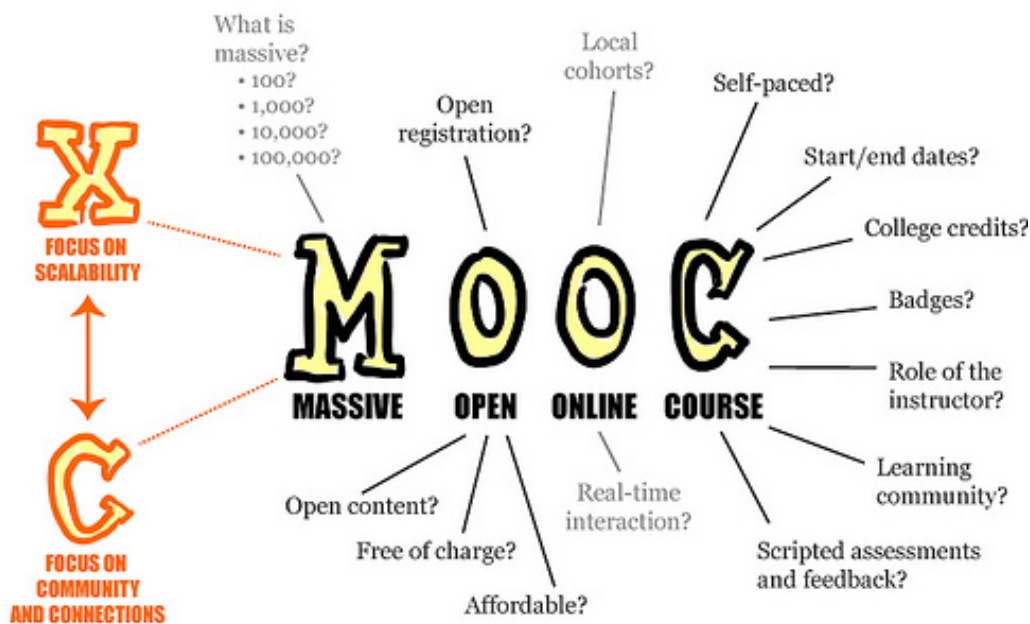 What is
massive?
• 100?
• 1,000?
• 10,000?
• 100,000?
Open
registration?
Local
cohorts?
Self-paced?
Start/end dates?
College credits?
Badges?
Role of the
instructor?
Learning
community?
Scripted assessments
and feedback?
X
FOCUS ON
SCALABILITY
C
FOCUS ON
COMMUNITY
AND CONNECTIONS
MOOC
MASSIVE OPEN ONLINE COURSE
Open content?
Free of charge?
Affordable?
Real-time
interaction?